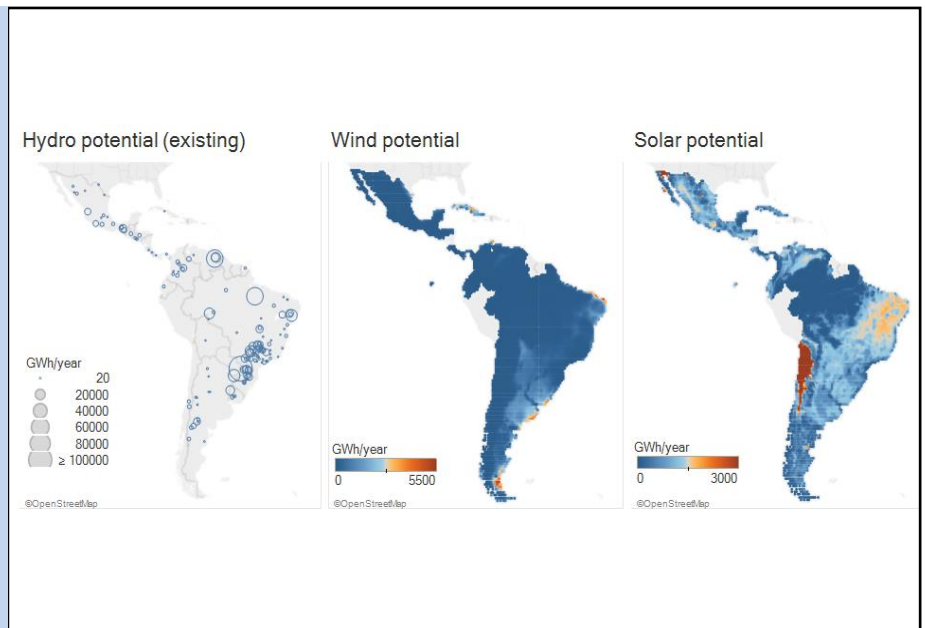 Hydro potential (existing)
Wind potential
Solar potential
GWh/year
20
20000
40000
60000
80000
≥ 100000
©OpenStreetMap
GWh/year
0 5500
©OpenStreetMap
GWh/year
0 3000
©OpenStreetMap